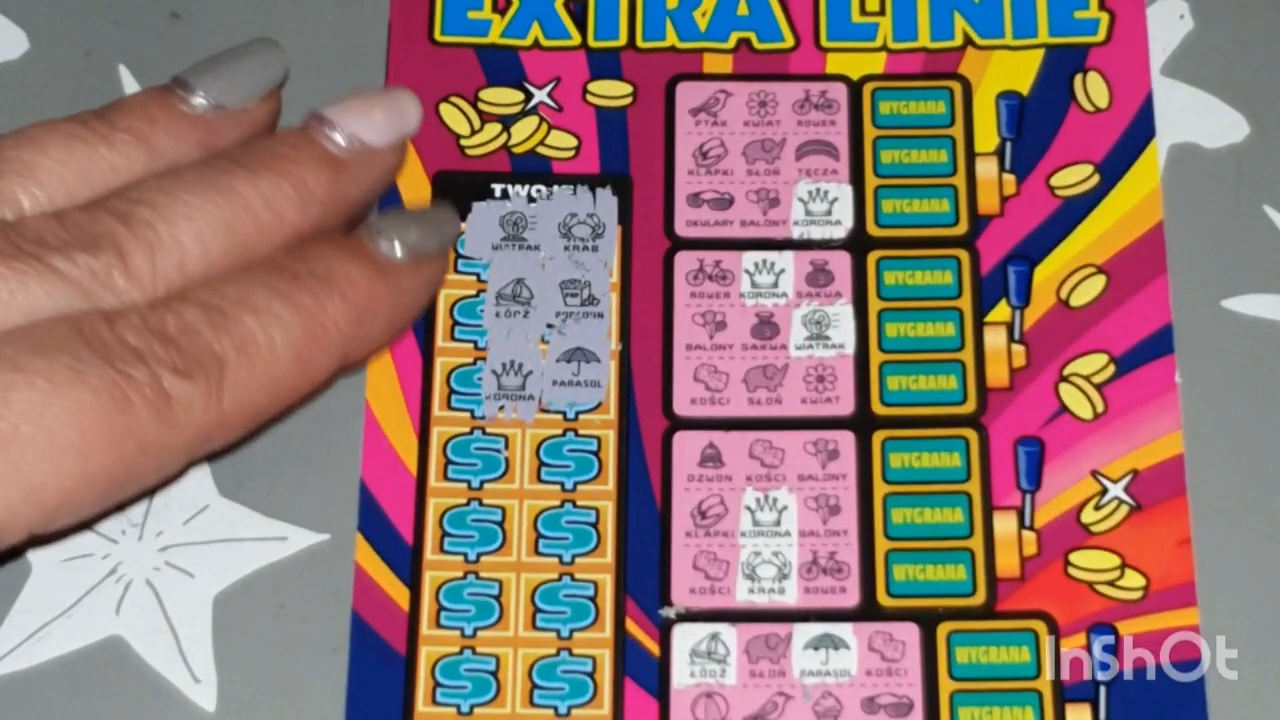 EXTRA LINIE
TWOJE
WIATRAK KRAB
ŁÓDŹ POPCORN
KORONA PARASOL
PTAK KWIAT ROWER
KLAPKI SŁOŃ TĘCZA
OKULARY BALONY KORONA
WYGRANA
WYGRANA
WYGRANA
ROWER KORONA SAKWA
BALONY SAKWA WIATRAK
KOŚCI SŁOŃ KWIAT
WYGRANA
WYGRANA
WYGRANA
DZWON KOŚCI BALONY
KLAPKI KORONA BALONY
KOŚCI KRAB ROWER
WYGRANA
WYGRANA
WYGRANA
ŁÓDŹ SŁOŃ PARASOL KOŚCI
WYGRANA
WYGRANA
InShOt